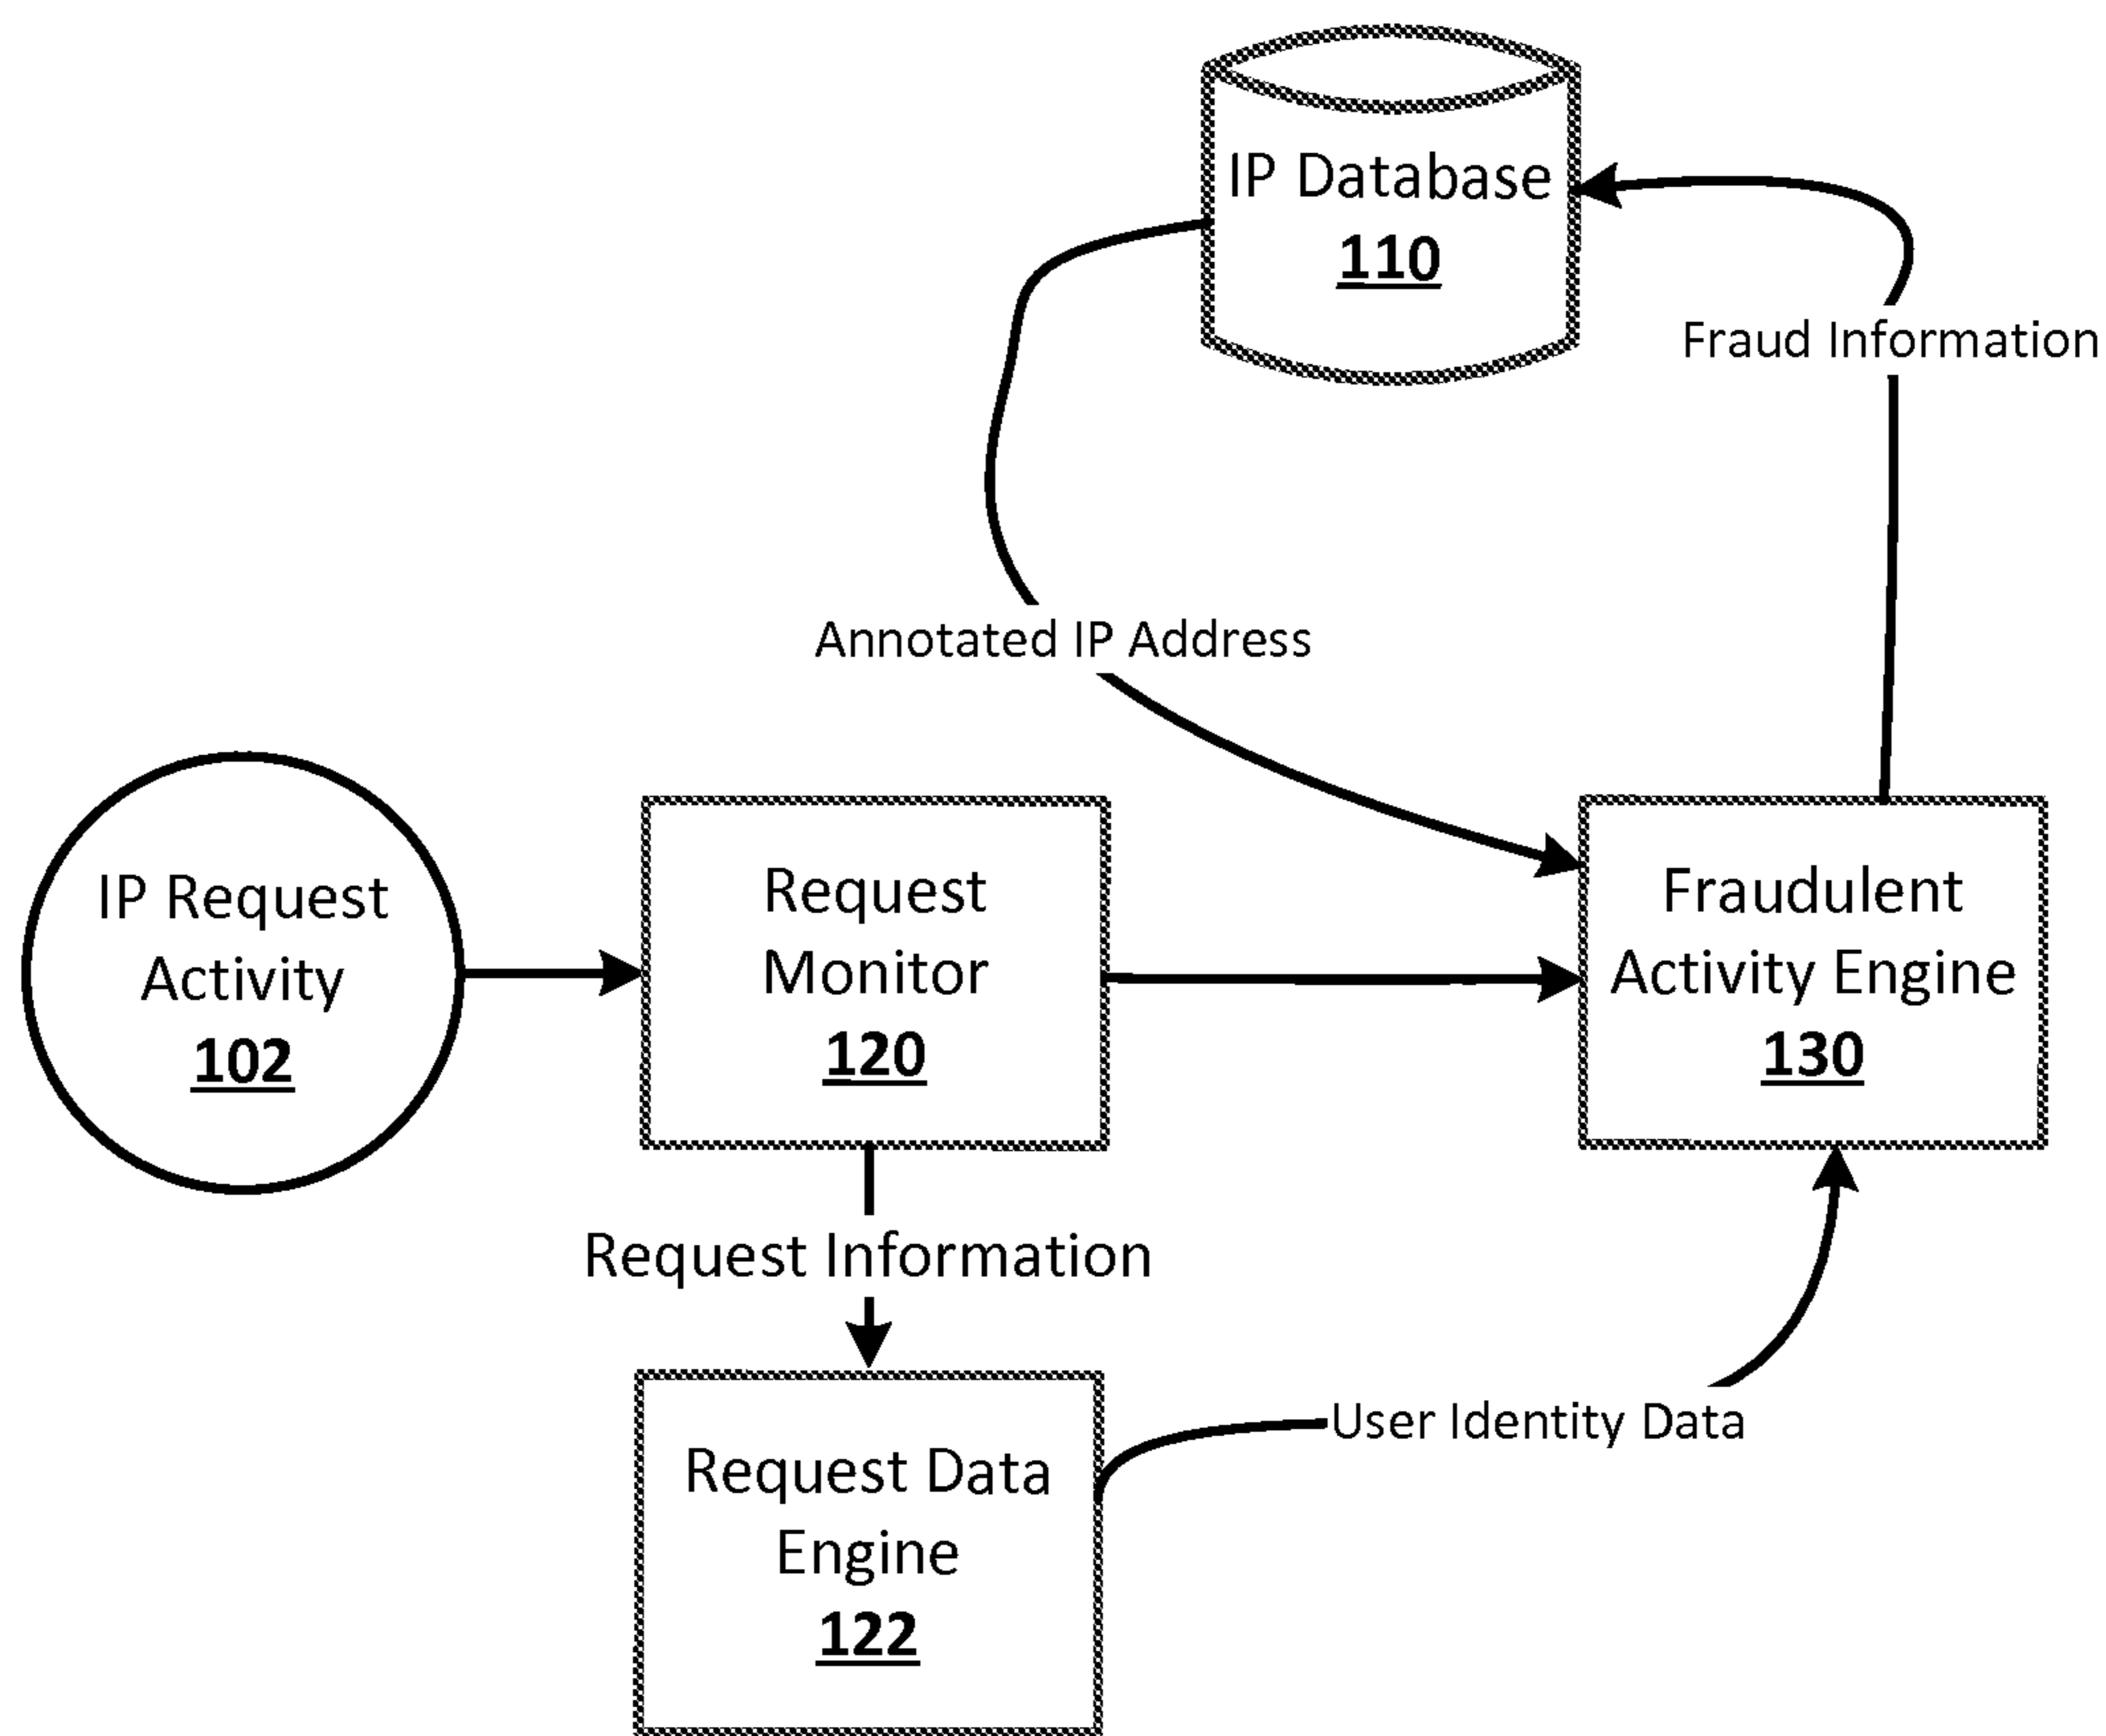 IP Database
110
Fraud Information
Annotated IP Address
IP Request
Activity
102
Request
Monitor
120
Fraudulent
Activity Engine
130
Request Information
User Identity Data
Request Data
Engine
122